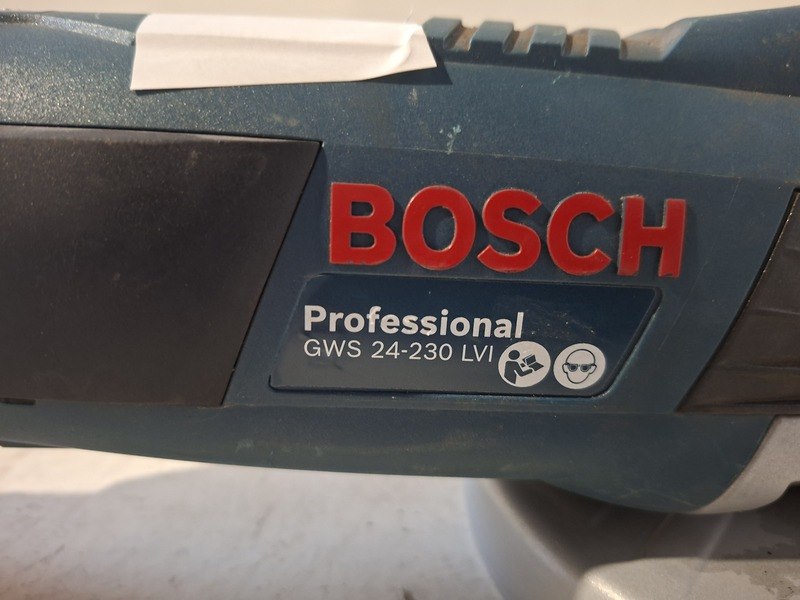 BOSCH
Professional
GWS 24-230 LVI